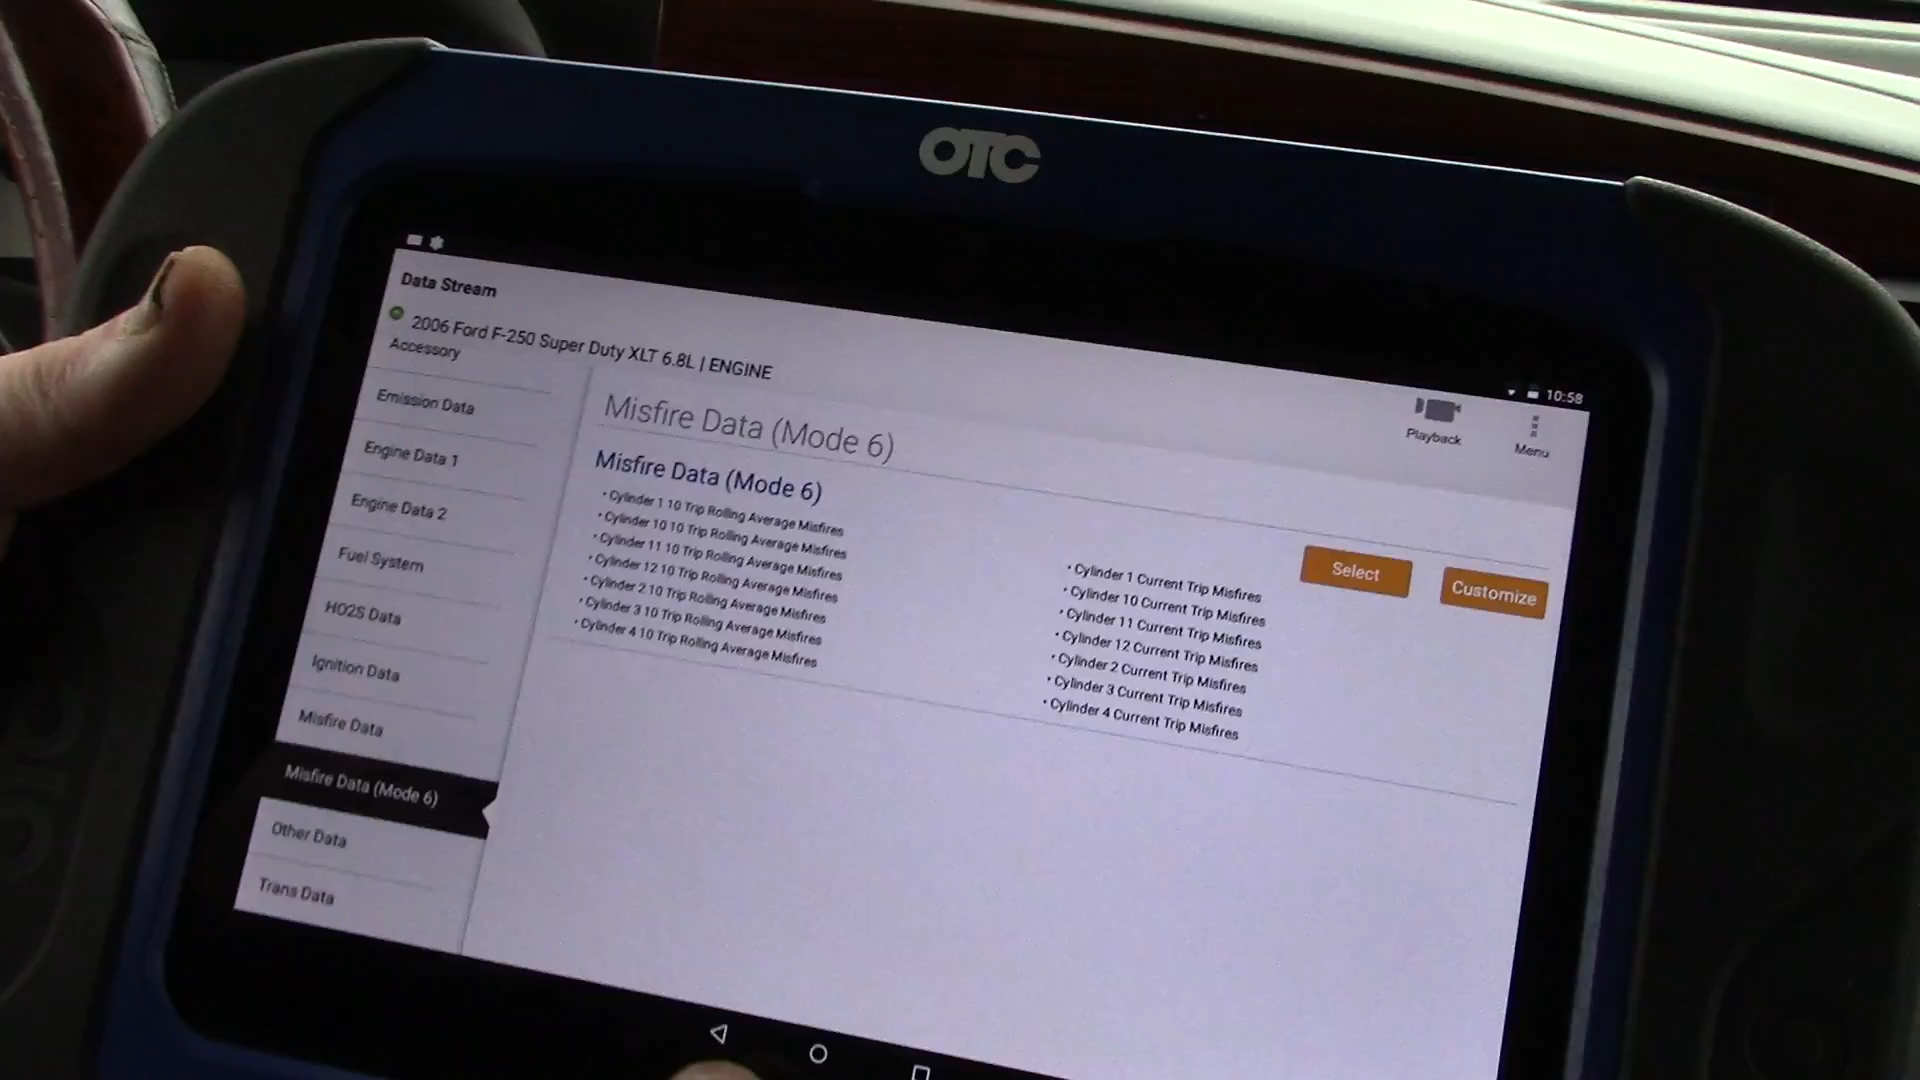 OTC
10:58
Data Stream
2006 Ford F-250 Super Duty XLT 6.8L | ENGINE
Playback
Menu
Accessory
Emission Data
Engine Data 1
Engine Data 2
Fuel System
HO2S Data
Ignition Data
Misfire Data
Misfire Data (Mode 6)
Other Data
Trans Data
Misfire Data (Mode 6)
Misfire Data (Mode 6)
Select
Customize
• Cylinder 1 10 Trip Rolling Average Misfires
• Cylinder 10 10 Trip Rolling Average Misfires
• Cylinder 11 10 Trip Rolling Average Misfires
• Cylinder 12 10 Trip Rolling Average Misfires
• Cylinder 2 10 Trip Rolling Average Misfires
• Cylinder 3 10 Trip Rolling Average Misfires
• Cylinder 4 10 Trip Rolling Average Misfires
• Cylinder 1 Current Trip Misfires
• Cylinder 10 Current Trip Misfires
• Cylinder 11 Current Trip Misfires
• Cylinder 12 Current Trip Misfires
• Cylinder 2 Current Trip Misfires
• Cylinder 3 Current Trip Misfires
• Cylinder 4 Current Trip Misfires